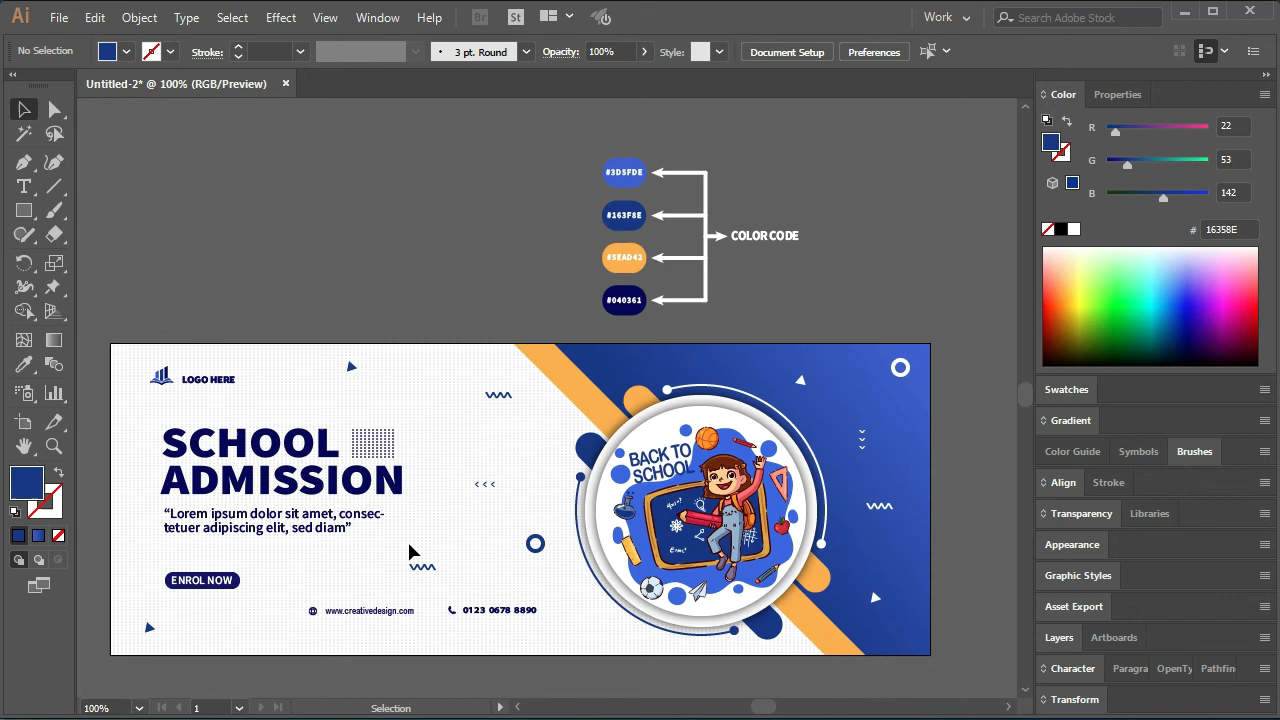 Ai File Edit Object Type Select Effect View Window Help Br St Work Search Adobe Stock
No Selection Stroke: 3 pt. Round Opacity: 100% Style: Document Setup Preferences
Untitled-2* @ 100% (RGB/Preview)
Color Properties
R 22
G 53
B 142
# 16358E
Swatches
Gradient
Color Guide Symbols Brushes
Align Stroke
Transparency Libraries
Appearance
Graphic Styles
Asset Export
Layers Artboards
Character Paragra OpenTy Pathfin
Transform
#3D5FDE
#163F8E
#5EAD42
#040361
COLOR CODE
LOGO HERE
SCHOOL
ADMISSION
“Lorem ipsum dolor sit amet, consec-
tetuer adipiscing elit, sed diam”
ENROL NOW
www.creativedesign.com 0123 0678 8890
BACK TO
SCHOOL
100% 1 Selection